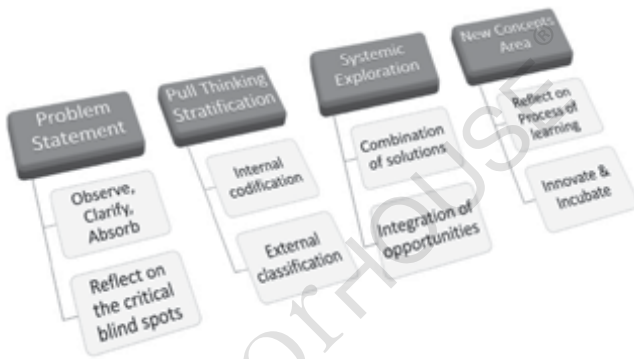 Problem
Statement
Observe,
Clarify,
Absorb
Reflect on
the critical
blind spots
Pull Thinking
Stratification
Internal
codification
External
classification
Systemic
Exploration
Combination
of solutions
Integration of
opportunities
New Concepts
Area
Reflect on
Process of
learning
Innovate &
Incubate
orHOUSE®